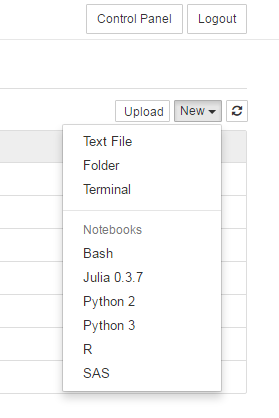 Control Panel Logout
Upload New
Text File
Folder
Terminal
Notebooks
Bash
Julia 0.3.7
Python 2
Python 3
R
SAS